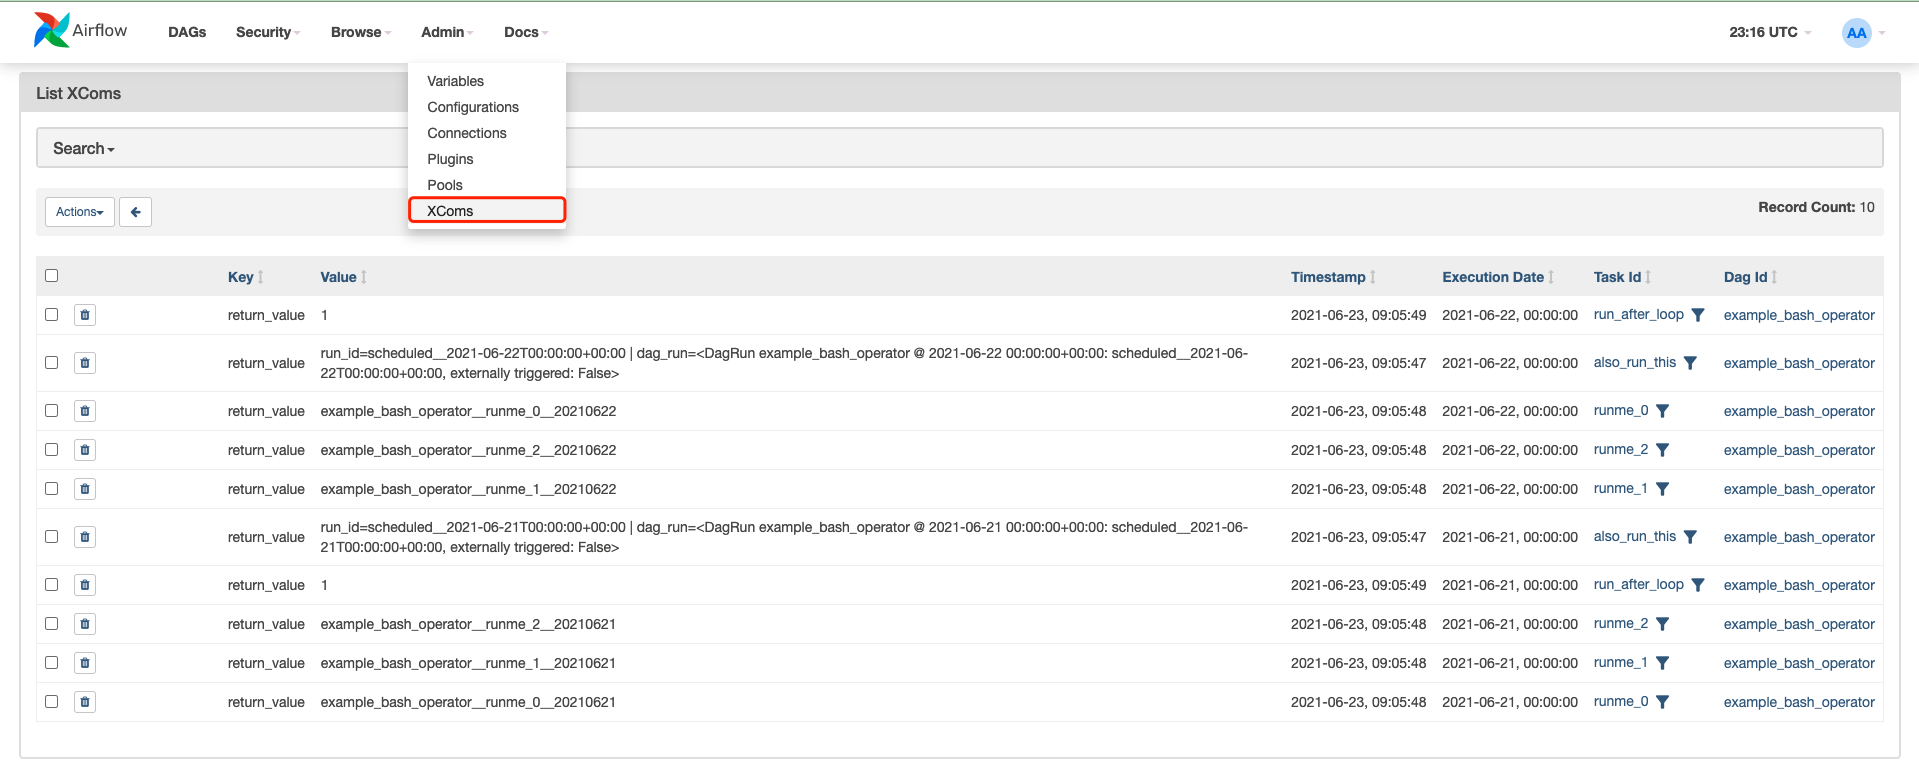 Airflow DAGs Security Browse Admin Docs 23:16 UTC AA
List XComs
Variables
Configurations
Connections
Search
Plugins
Pools
XComs
Actions
Record Count: 10
Key Value Timestamp Execution Date Task Id Dag Id
return_value 1 2021-06-23, 09:05:49 2021-06-22, 00:00:00 run_after_loop example_bash_operator
run_id=scheduled__2021-06-22T00:00:00+00:00 | dag_run=<DagRun example_bash_operator @ 2021-06-22 00:00:00+00:00: scheduled__2021-06-
return_value 22T00:00:00+00:00, externally triggered: False> 2021-06-23, 09:05:47 2021-06-22, 00:00:00 also_run_this example_bash_operator
return_value example_bash_operator__runme_0__20210622 2021-06-23, 09:05:48 2021-06-22, 00:00:00 runme_0 example_bash_operator
return_value example_bash_operator__runme_2__20210622 2021-06-23, 09:05:48 2021-06-22, 00:00:00 runme_2 example_bash_operator
return_value example_bash_operator__runme_1__20210622 2021-06-23, 09:05:48 2021-06-22, 00:00:00 runme_1 example_bash_operator
run_id=scheduled__2021-06-21T00:00:00+00:00 | dag_run=<DagRun example_bash_operator @ 2021-06-21 00:00:00+00:00: scheduled__2021-06-
return_value 21T00:00:00+00:00, externally triggered: False> 2021-06-23, 09:05:47 2021-06-21, 00:00:00 also_run_this example_bash_operator
return_value 1 2021-06-23, 09:05:49 2021-06-21, 00:00:00 run_after_loop example_bash_operator
return_value example_bash_operator__runme_2__20210621 2021-06-23, 09:05:48 2021-06-21, 00:00:00 runme_2 example_bash_operator
return_value example_bash_operator__runme_1__20210621 2021-06-23, 09:05:48 2021-06-21, 00:00:00 runme_1 example_bash_operator
return_value example_bash_operator__runme_0__20210621 2021-06-23, 09:05:48 2021-06-21, 00:00:00 runme_0 example_bash_operator